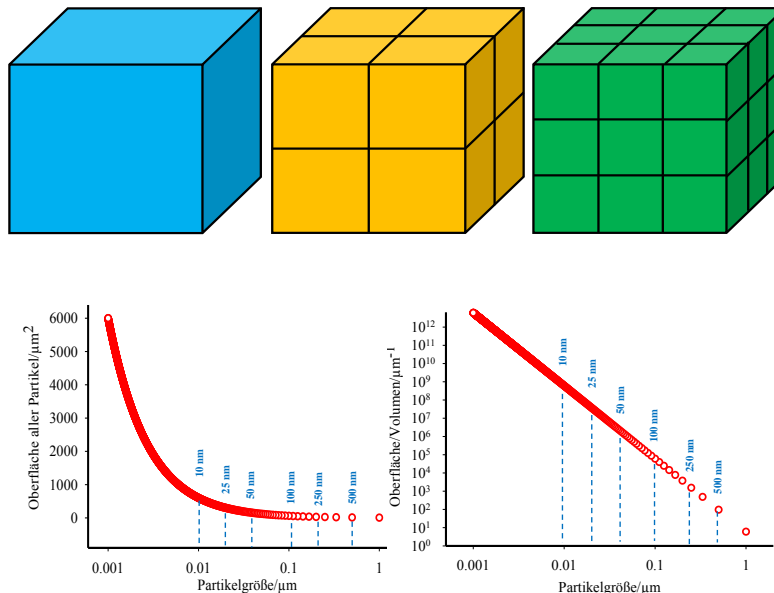 Oberfläche aller Partikel/µm²
6000
5000
4000
3000
2000
1000
0
10 nm
25 nm
50 nm
100 nm
250 nm
500 nm
0.001
0.01
0.1
1
Partikelgröße/µm
Oberfläche/Volumen/µm⁻¹
10¹²
10¹¹
10¹⁰
10⁹
10⁸
10⁷
10⁶
10⁵
10⁴
10³
10²
10¹
10⁰
10 nm
25 nm
50 nm
100 nm
250 nm
500 nm
0.001
0.01
0.1
1
Partikelgröße/µm